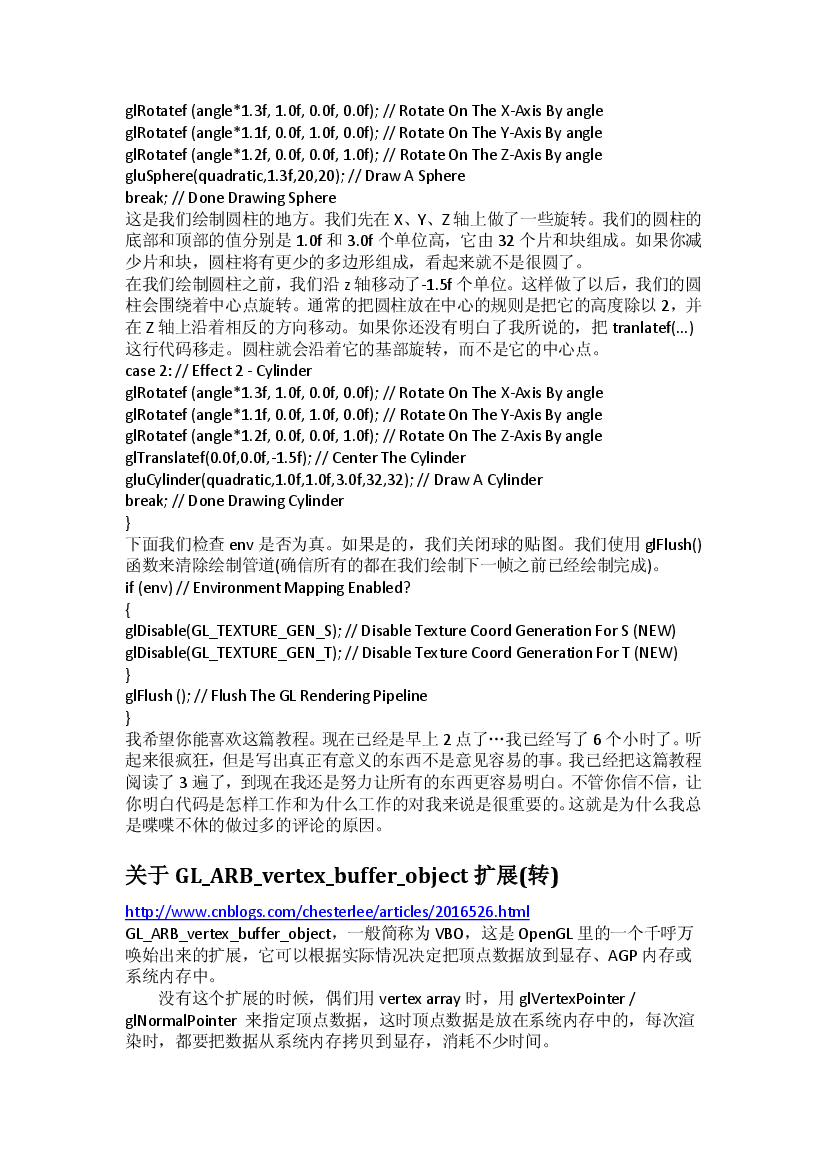 glRotatef (angle*1.3f, 1.0f, 0.0f, 0.0f); // Rotate On The X-Axis By angle
glRotatef (angle*1.1f, 0.0f, 1.0f, 0.0f); // Rotate On The Y-Axis By angle
glRotatef (angle*1.2f, 0.0f, 0.0f, 1.0f); // Rotate On The Z-Axis By angle
gluSphere(quadratic,1.3f,20,20); // Draw A Sphere
break; // Done Drawing Sphere
这是我们绘制圆柱的地方。我们先在 X、Y、Z 轴上做了一些旋转。我们的圆柱的
底部和顶部的值分别是 1.0f 和 3.0f 个单位高，它由 32 个片和块组成。如果你减
少片和块，圆柱将有更少的多边形组成，看起来就不是很圆了。
在我们绘制圆柱之前，我们沿 z 轴移动了-1.5f 个单位。这样做了以后，我们的圆
柱会围绕着中心点旋转。通常的把圆柱放在中心的规则是把它的高度除以 2，并
在 Z 轴上沿着相反的方向移动。如果你还没有明白了我所说的，把 tranlatef(...)
这行代码移走。圆柱就会沿着它的基部旋转，而不是它的中心点。
case 2: // Effect 2 - Cylinder
glRotatef (angle*1.3f, 1.0f, 0.0f, 0.0f); // Rotate On The X-Axis By angle
glRotatef (angle*1.1f, 0.0f, 1.0f, 0.0f); // Rotate On The Y-Axis By angle
glRotatef (angle*1.2f, 0.0f, 0.0f, 1.0f); // Rotate On The Z-Axis By angle
glTranslatef(0.0f,0.0f,-1.5f); // Center The Cylinder
gluCylinder(quadratic,1.0f,1.0f,3.0f,32,32); // Draw A Cylinder
break; // Done Drawing Cylinder
}
下面我们检查 env 是否为真。如果是的，我们关闭球的贴图。我们使用 glFlush()
函数来清除绘制管道(确信所有的都在我们绘制下一帧之前已经绘制完成)。
if (env) // Environment Mapping Enabled?
{
glDisable(GL_TEXTURE_GEN_S); // Disable Texture Coord Generation For S (NEW)
glDisable(GL_TEXTURE_GEN_T); // Disable Texture Coord Generation For T (NEW)
}
glFlush (); // Flush The GL Rendering Pipeline
}
我希望你能喜欢这篇教程。现在已经是早上 2 点了…我已经写了 6 个小时了。听
起来很疯狂，但是写出真正有意义的东西不是意见容易的事。我已经把这篇教程
阅读了 3 遍了，到现在我还是努力让所有的东西更容易明白。不管你信不信，让
你明白代码是怎样工作和为什么工作的对我来说是很重要的。这就是为什么我总
是喋喋不休的做过多的评论的原因。
关于 GL_ARB_vertex_buffer_object 扩展(转)
http://www.cnblogs.com/chesterlee/articles/2016526.html
GL_ARB_vertex_buffer_object，一般简称为 VBO，这是 OpenGL 里的一个千呼万
唤始出来的扩展，它可以根据实际情况决定把顶点数据放到显存、AGP 内存或
系统内存中。
没有这个扩展的时候，偶们用 vertex array 时，用 glVertexPointer /
glNormalPointer 来指定顶点数据，这时顶点数据是放在系统内存中的，每次渲
染时，都要把数据从系统内存拷贝到显存，消耗不少时间。